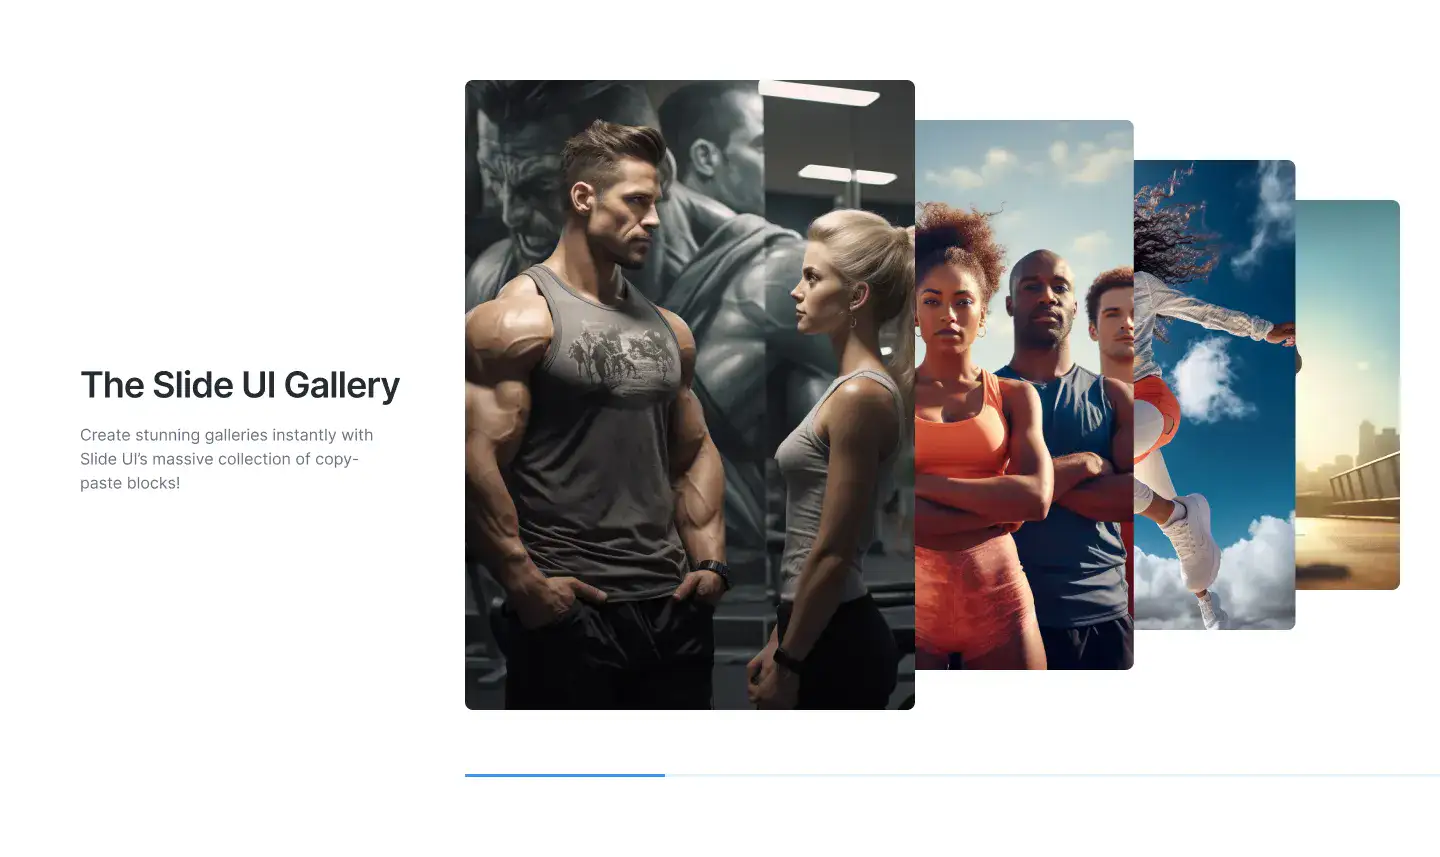 The Slide UI Gallery
Create stunning galleries instantly with
Slide UI's massive collection of copy-
paste blocks!